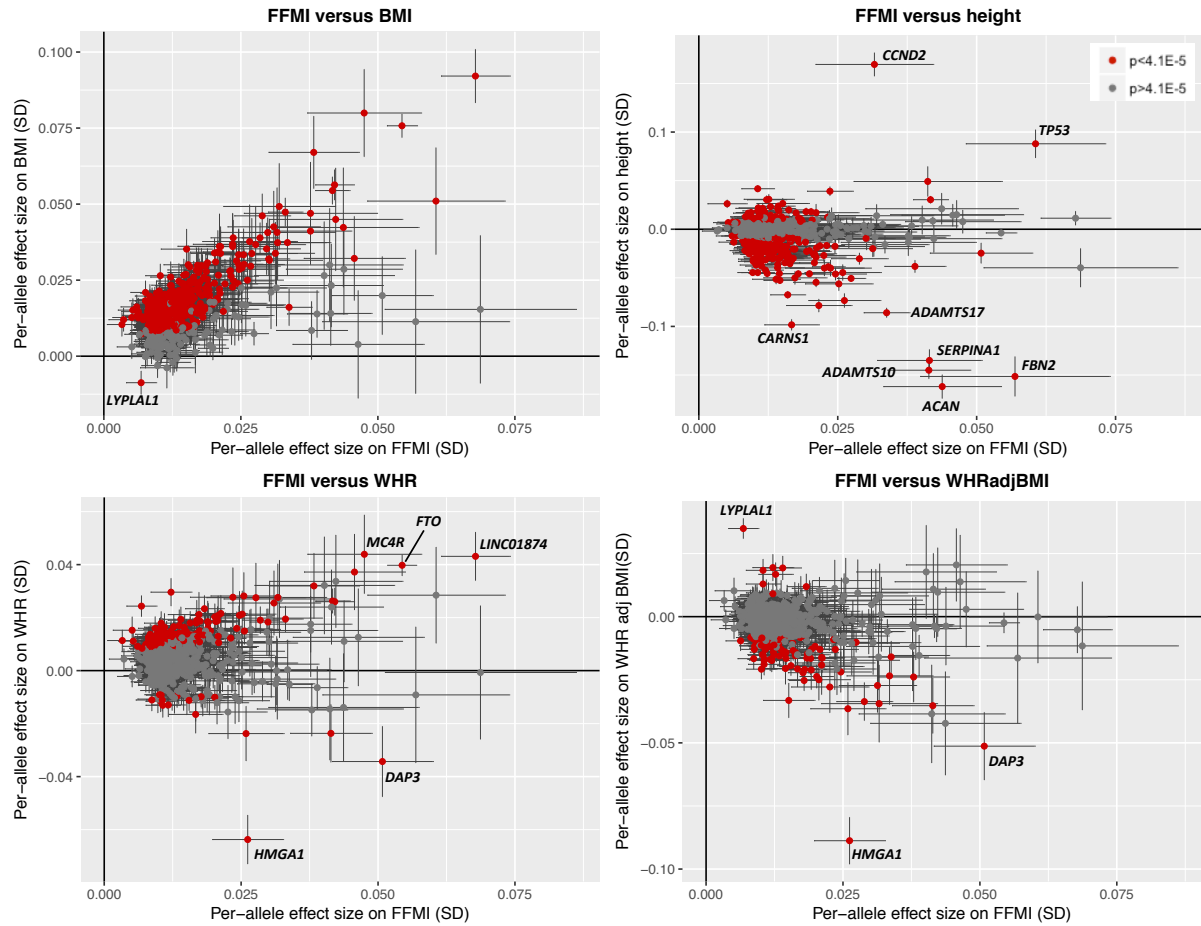 FFMI versus BMI
Per−allele effect size on BMI (SD)
0.100
0.075
0.050
0.025
0.000
LYPLAL1
0.000
0.025
0.050
0.075
Per−allele effect size on FFMI (SD)
FFMI versus height
Per−allele effect size on height (SD)
0.1
0.0
−0.1
CCND2
p<4.1E-5
p>4.1E-5
TP53
ADAMTS17
CARNS1
SERPINA1
ADAMTS10
FBN2
ACAN
0.000
0.025
0.050
0.075
Per−allele effect size on FFMI (SD)
FFMI versus WHR
Per−allele effect size on WHR (SD)
0.04
0.00
−0.04
FTO
MC4R
LINC01874
DAP3
HMGA1
0.000
0.025
0.050
0.075
Per−allele effect size on FFMI (SD)
FFMI versus WHRadjBMI
Per−allele effect size on WHR adj BMI(SD)
0.00
−0.05
−0.10
LYPLAL1
DAP3
HMGA1
0.000
0.025
0.050
0.075
Per−allele effect size on FFMI (SD)